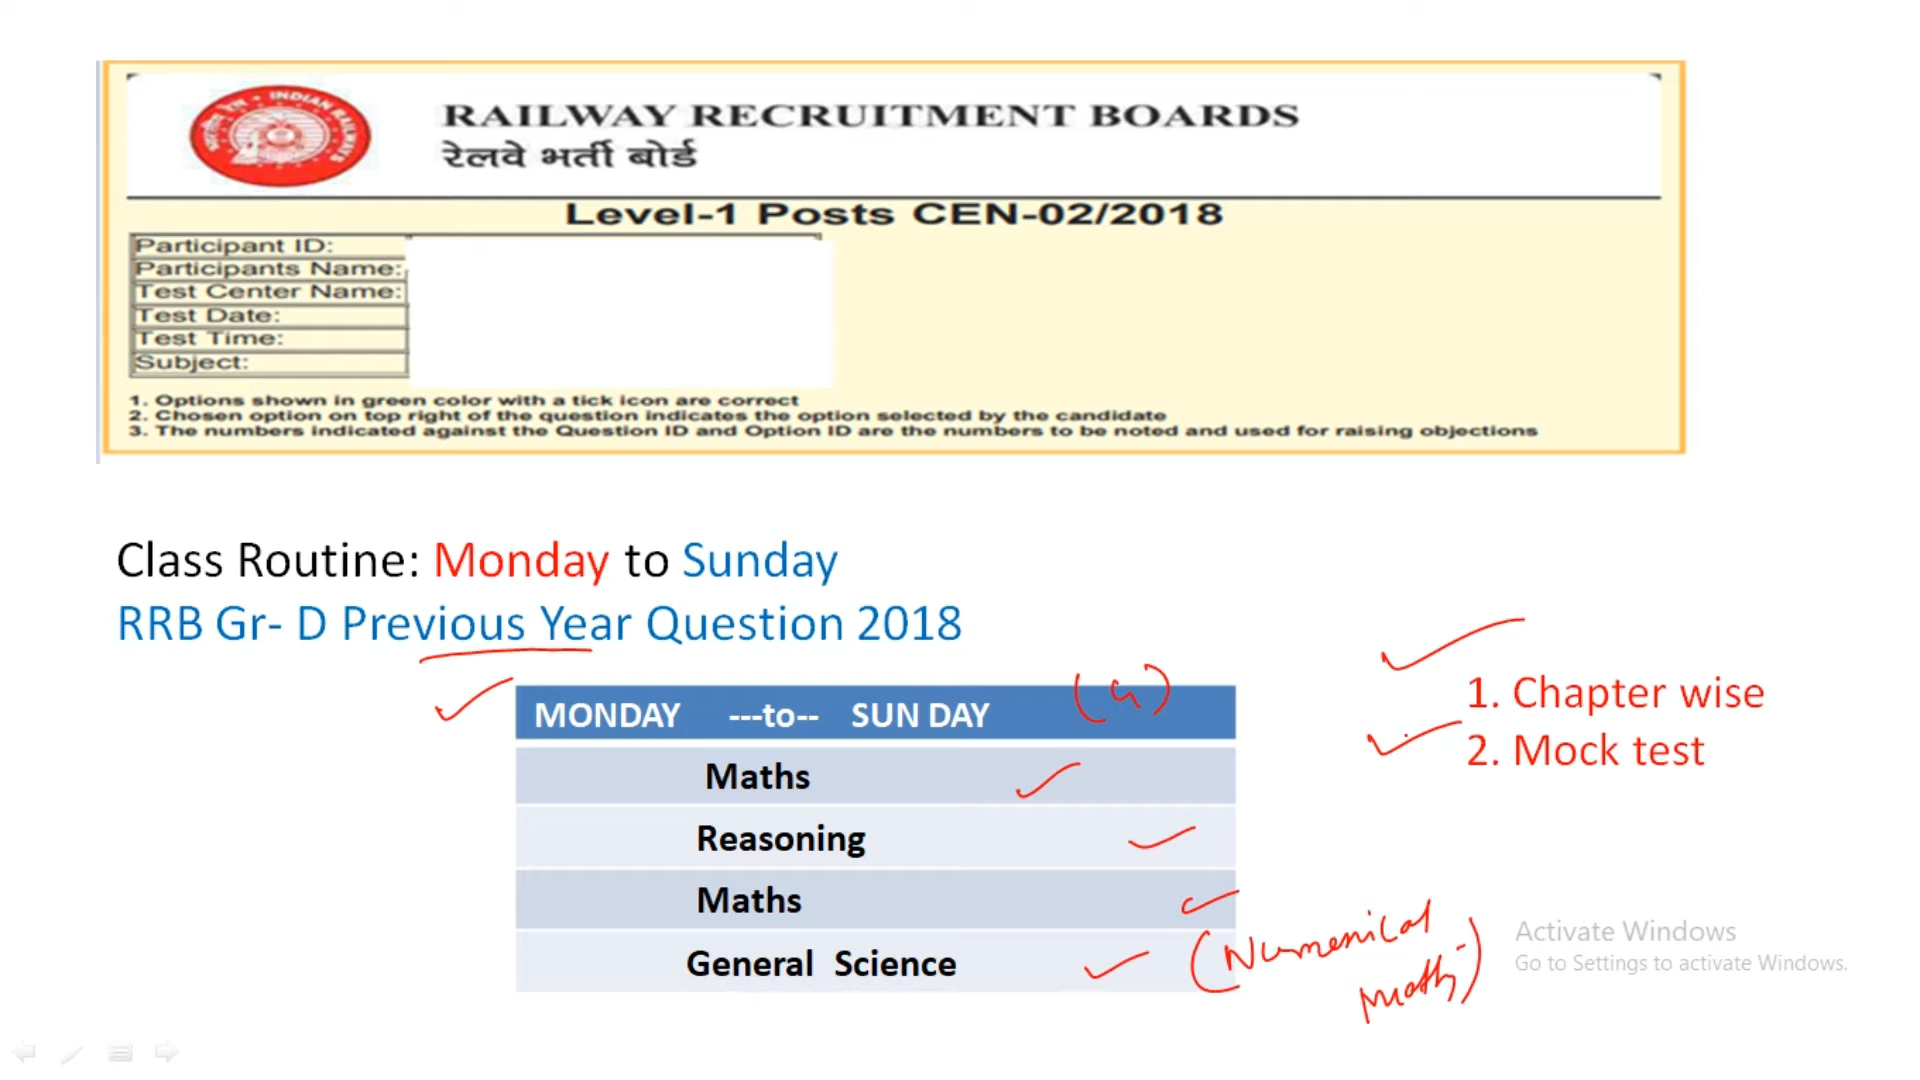 RAILWAY RECRUITMENT BOARDS
रेलवे भर्ती बोर्ड
INDIAN RAILWAYS
Level-1 Posts CEN-02/2018
Participant ID:
Participants Name:
Test Center Name:
Test Date:
Test Time:
Subject:
1. Options shown in green color with a tick icon are correct
2. Chosen option on top right of the question indicates the option selected by the candidate
3. The numbers indicated against the Question ID and Option ID are the numbers to be noted and used for raising objections
Class Routine: Monday to Sunday
RRB Gr- D Previous Year Question 2018
MONDAY ---to-- SUN DAY
Maths
Reasoning
Maths
General Science
(Numerical
math)
1. Chapter wise
2. Mock test
Activate Windows
Go to Settings to activate Windows.